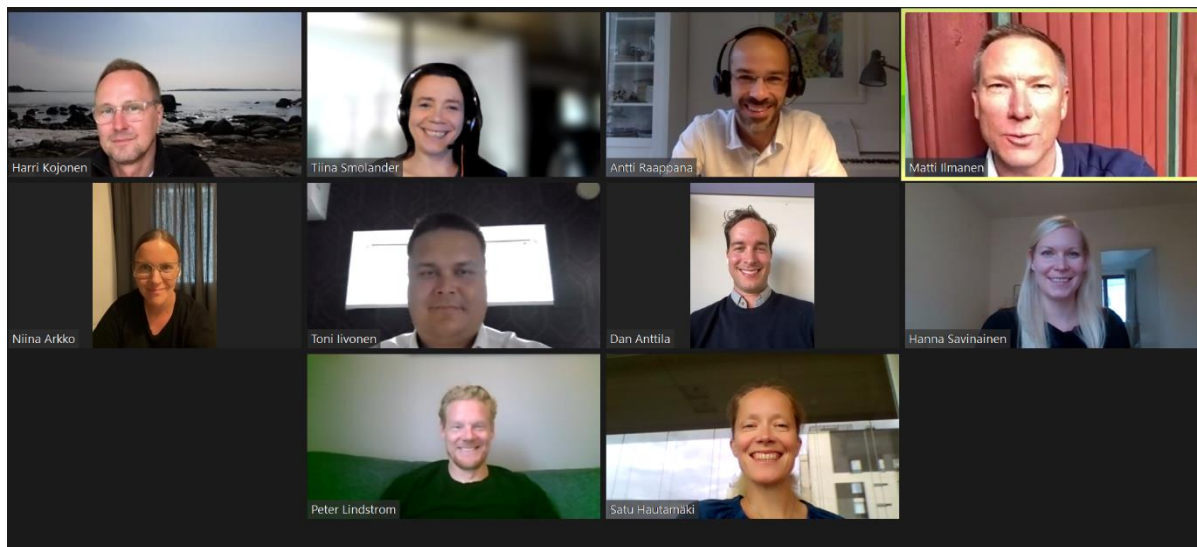 Harri Kojonen
Tiina Smolander
Antti Raappana
Matti Ilmanen
Niina Arkko
Toni Iivonen
Dan Anttila
Hanna Savinainen
Peter Lindstrom
Satu Hautamäki